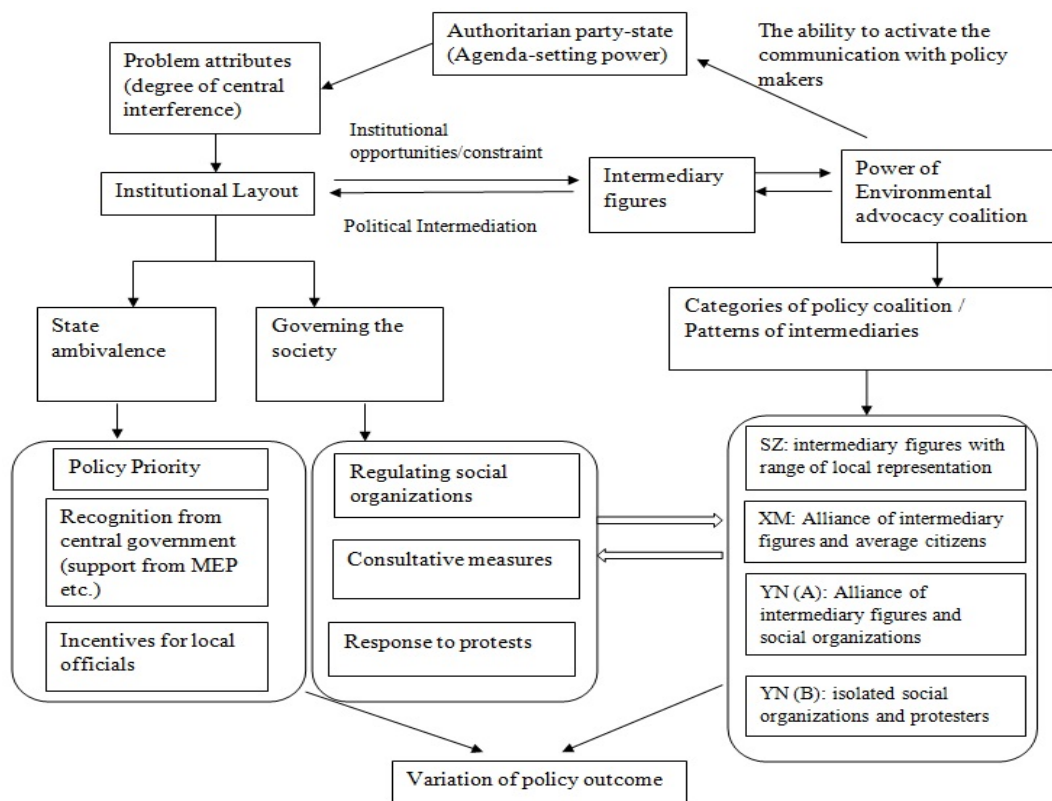 Authoritarian party-state
(Agenda-setting power)
The ability to activate the
communication with policy
makers
Problem attributes
(degree of central
interference)
Institutional
opportunities/constraint
Institutional Layout
Intermediary
figures
Power of
Environmental
advocacy coalition
Political Intermediation
State
ambivalence
Governing the
society
Categories of policy coalition /
Patterns of intermediaries
Policy Priority
Recognition from
central government
(support from MEP
etc.)
Incentives for local
officials
Regulating social
organizations
Consultative measures
Response to protests
SZ: intermediary figures with
range of local representation
XM: Alliance of intermediary
figures and average citizens
YN (A): Alliance of
intermediary figures and
social organizations
YN (B): isolated social
organizations and protesters
Variation of policy outcome